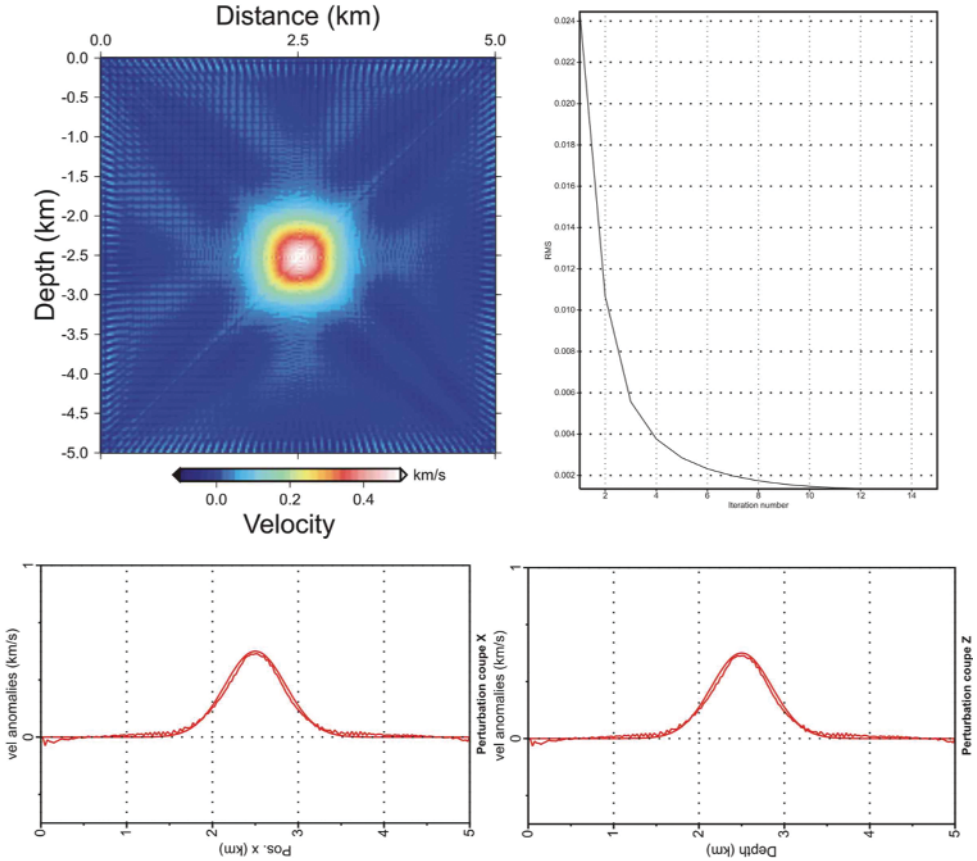 Distance (km)
0.0 2.5 5.0
Depth (km)
0.0
-0.5
-1.0
-1.5
-2.0
-2.5
-3.0
-3.5
-4.0
-4.5
-5.0
0.0 0.2 0.4 km/s
Velocity
RMS
0.024
0.022
0.020
0.018
0.016
0.014
0.012
0.010
0.008
0.006
0.004
0.002
2 4 6 8 10 12 14
Iteration number
vel anomalies (km/s)
1
0
0 1 2 3 4 5
Pos. x (km)
Perturbation coupe X
vel anomalies (km/s)
1
0
0 1 2 3 4 5
Depth (km)
Perturbation coupe Z